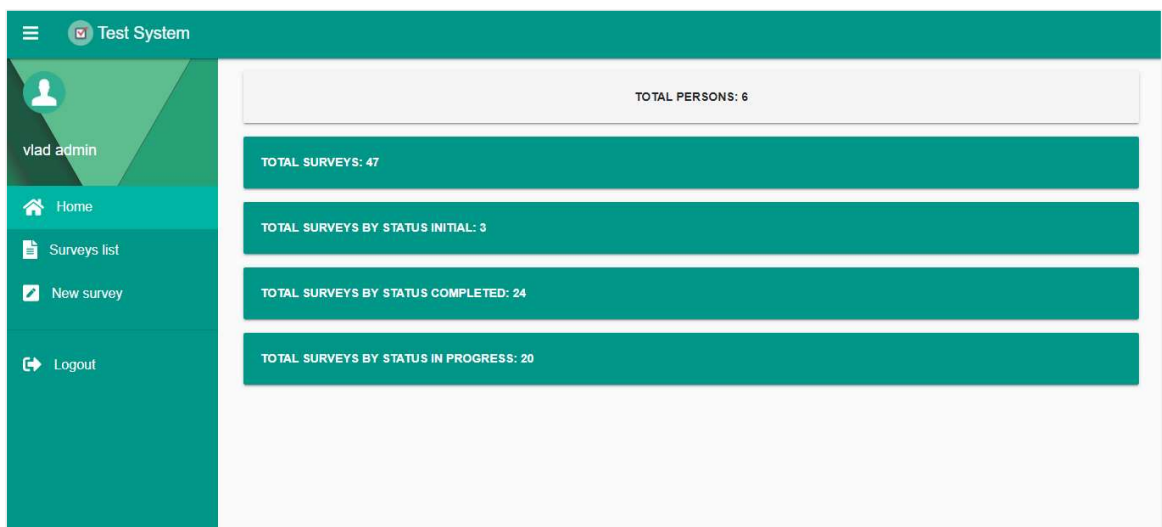 Test System
vlad admin
Home
Surveys list
New survey
Logout
TOTAL PERSONS: 6
TOTAL SURVEYS: 47
TOTAL SURVEYS BY STATUS INITIAL: 3
TOTAL SURVEYS BY STATUS COMPLETED: 24
TOTAL SURVEYS BY STATUS IN PROGRESS: 20